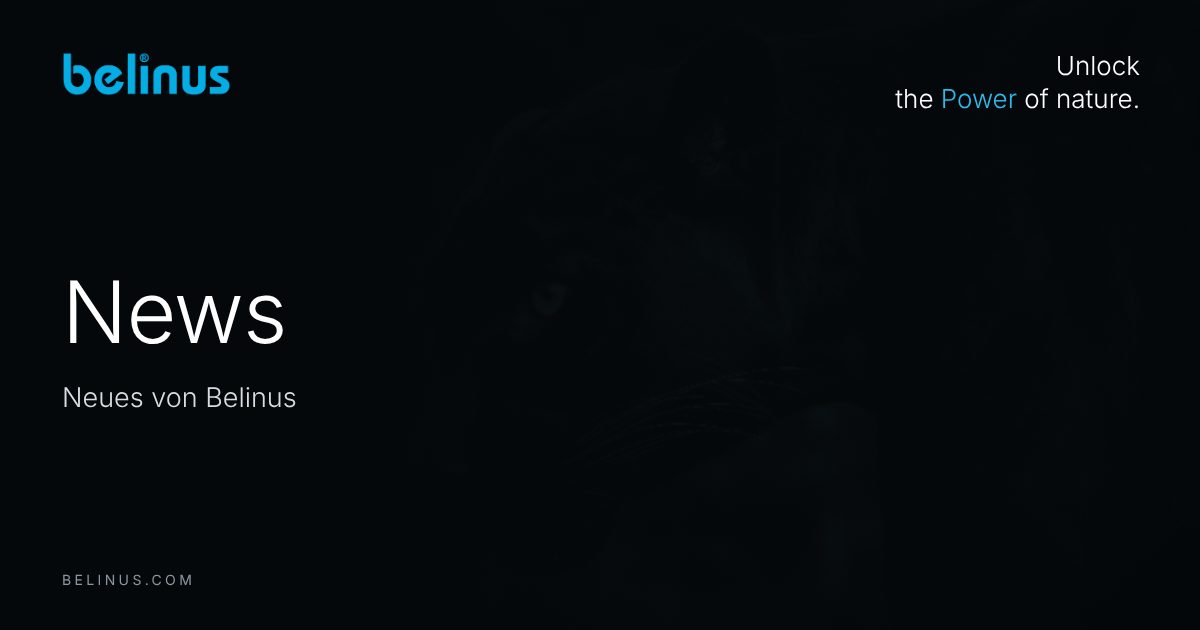 belinus®
Unlock
the Power of nature.
News
Neues von Belinus
BELINUS.COM